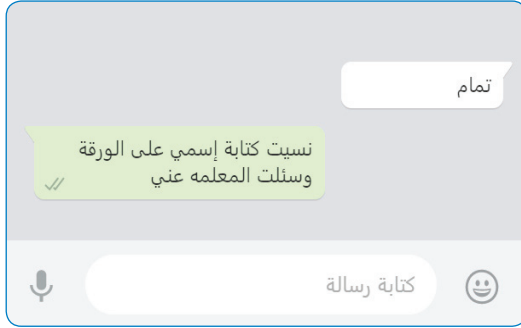 تمام
نسيت كتابة إسمي على الورقة
وسئلت المعلمه عني
كتابة رسالة